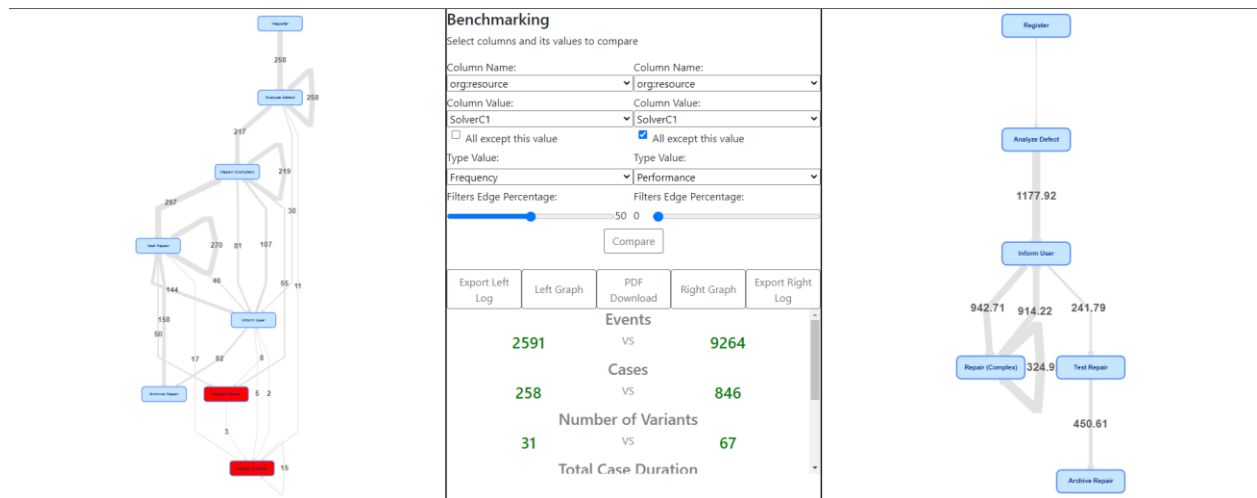 Register
258
Analyze Defect
258
217
Repair (Complex)
219
297
38
Test Repair
270
81
107
46
55
11
144
158
Inform User
50
17
82
8
Archive Repair
5
2
3
15
Benchmarking
Select columns and its values to compare
Column Name: Column Name:
org:resource org:resource
Column Value: Column Value:
SolverC1 SolverC1
All except this value All except this value
Type Value: Type Value:
Frequency Performance
Filters Edge Percentage: Filters Edge Percentage:
50 0
Compare
Export Left Log
Left Graph
PDF Download
Right Graph
Export Right Log
Events
2591 VS 9264
Cases
258 VS 846
Number of Variants
31 VS 67
Total Case Duration
Register
Analyze Defect
1177.92
Inform User
942.71 914.22 241.79
Repair (Complex) 324.9 Test Repair
450.61
Archive Repair